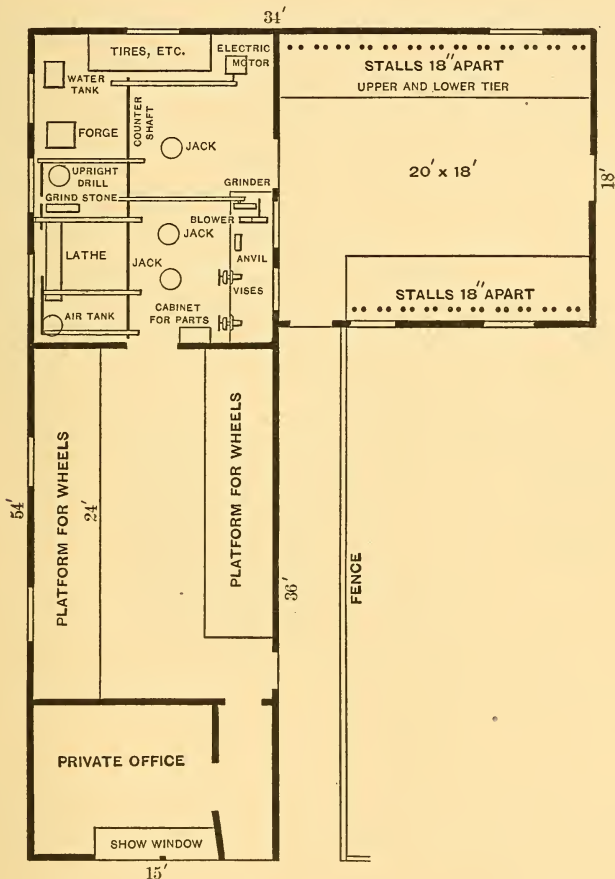 34'
TIRES, ETC.
ELECTRIC
MOTOR
STALLS 18" APART
UPPER AND LOWER TIER
WATER
TANK
COUNTER
SHAFT
FORGE
JACK
UPRIGHT
DRILL
GRINDER
20' x 18'
18'
GRIND STONE
BLOWER
JACK
LATHE
ANVIL
JACK
VISES
STALLS 18" APART
AIR TANK
CABINET
FOR PARTS
PLATFORM FOR WHEELS
24'
PLATFORM FOR WHEELS
54'
36'
FENCE
PRIVATE OFFICE
SHOW WINDOW
15'